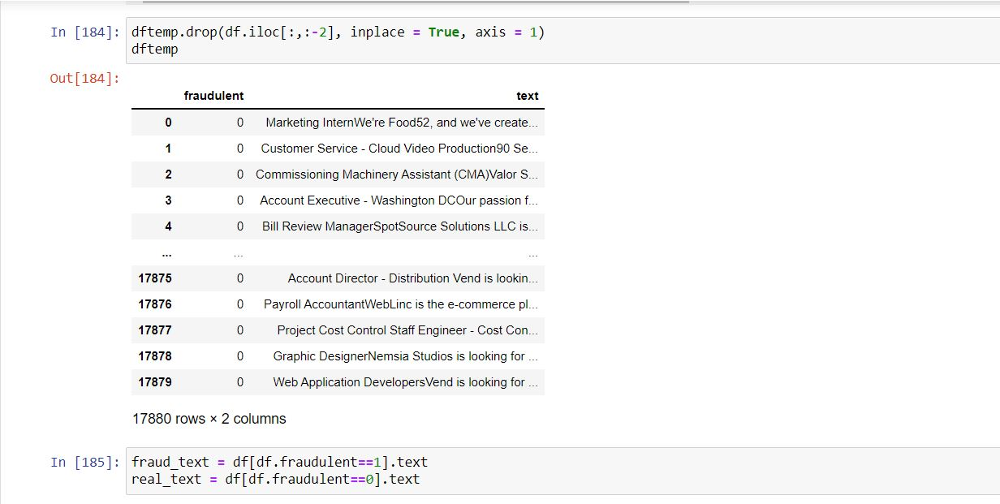 In [184]: dftemp.drop(df.iloc[:,:-2], inplace = True, axis = 1)
dftemp
Out[184]:
fraudulent text
0 0 Marketing InternWe're Food52, and we've create...
1 0 Customer Service - Cloud Video Production90 Se...
2 0 Commissioning Machinery Assistant (CMA)Valor S...
3 0 Account Executive - Washington DCOur passion f...
4 0 Bill Review ManagerSpotSource Solutions LLC is...
... ... ...
17875 0 Account Director - Distribution Vend is lookin...
17876 0 Payroll AccountantWebLinc is the e-commerce pl...
17877 0 Project Cost Control Staff Engineer - Cost Con...
17878 0 Graphic DesignerNemsia Studios is looking for ...
17879 0 Web Application DevelopersVend is looking for ...
17880 rows × 2 columns
In [185]: fraud_text = df[df.fraudulent==1].text
real_text = df[df.fraudulent==0].text